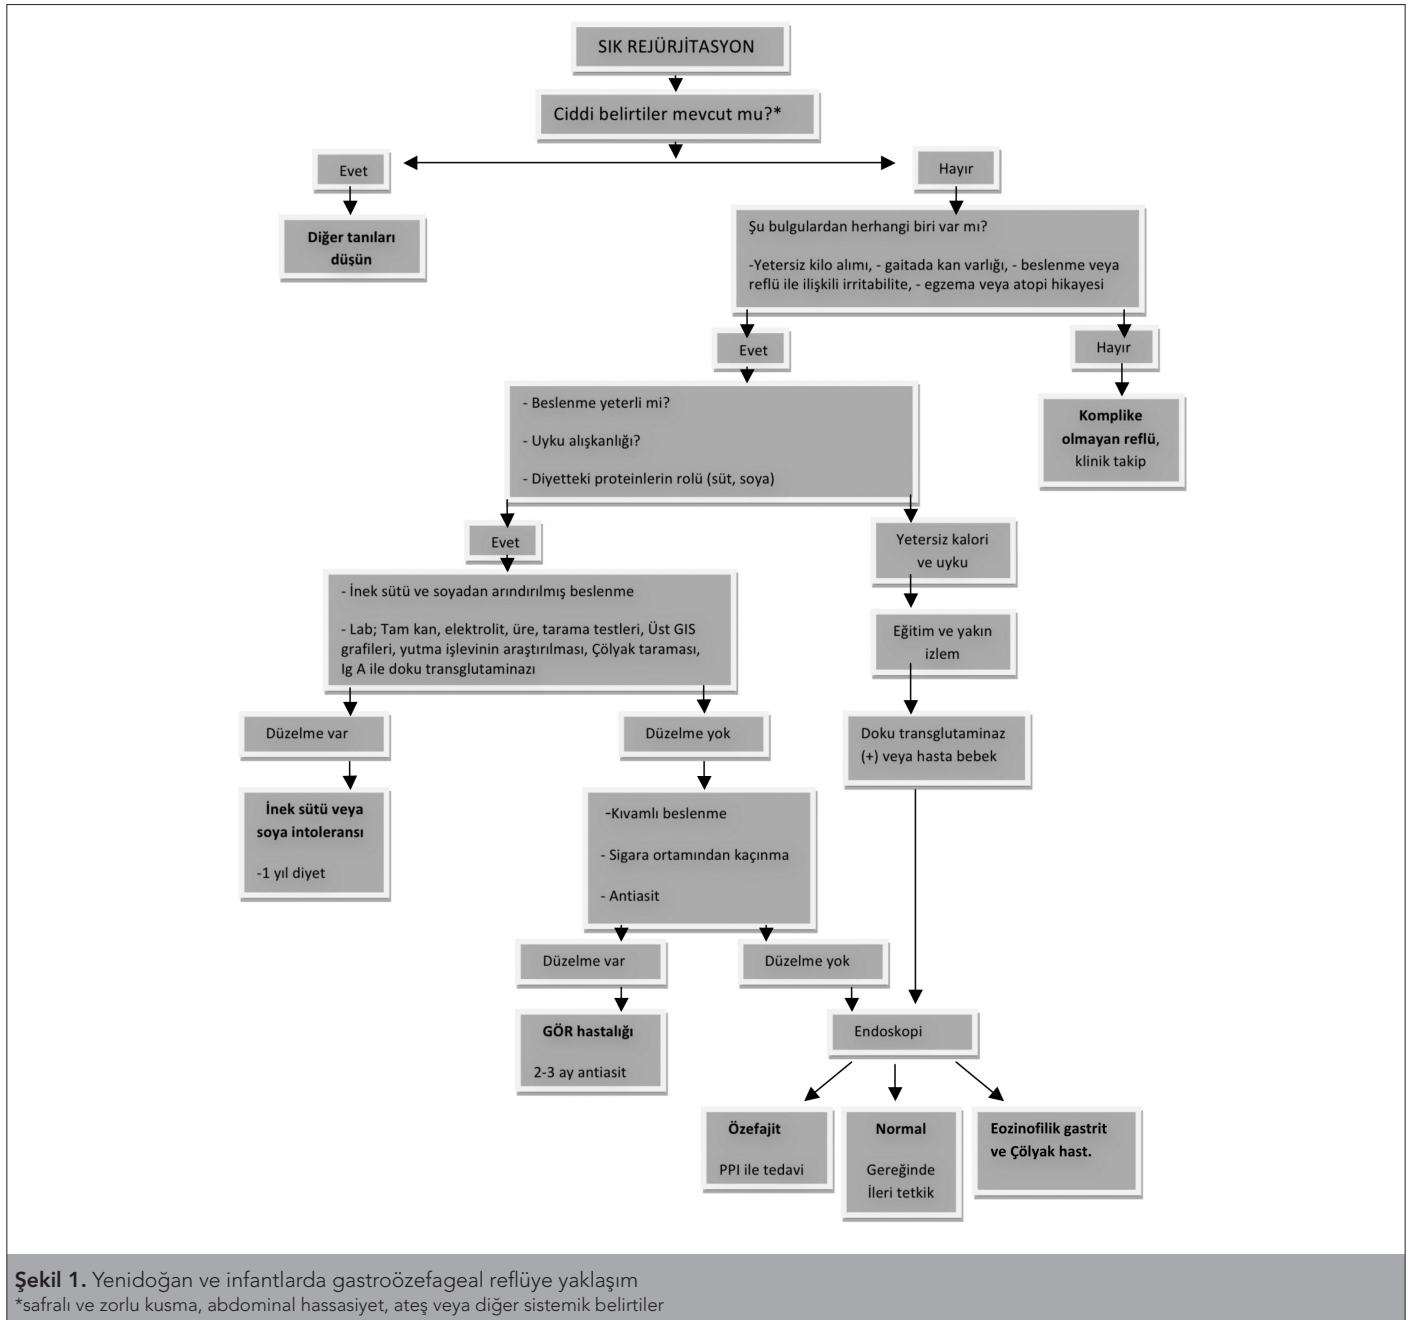 SIK REJÜRJİTASYON
Ciddi belirtiler mevcut mu?*
Evet
Hayır
Diğer tanıları
düşün
Şu bulgulardan herhangi biri var mı?
-Yetersiz kilo alımı, - gaitada kan varlığı, - beslenme veya
reflü ile ilişkili irritabilite, - egzema veya atopi hikayesi
Evet
Hayır
- Beslenme yeterli mi?
- Uyku alışkanlığı?
- Diyetteki proteinlerin rolü (süt, soya)
Komplike
olmayan reflü,
klinik takip
Evet
Yetersiz kalori
ve uyku
- İnek sütü ve soyadan arındırılmış beslenme
- Lab; Tam kan, elektrolit, üre, tarama testleri, Üst GIS
grafileri, yutma işlevinin araştırılması, Çölyak taraması,
Ig A ile doku transglutaminazı
Eğitim ve yakın
izlem
Düzelme var
Düzelme yok
Doku transglutaminaz
(+) veya hasta bebek
İnek sütü veya
soya intoleransı
-1 yıl diyet
-Kıvamlı beslenme
- Sigara ortamından kaçınma
- Antiasit
Düzelme var
Düzelme yok
GÖR hastalığı
2-3 ay antiasit
Endoskopi
Özefajit
PPI ile tedavi
Normal
Gereğinde
İleri tetkik
Eozinofilik gastrit
ve Çölyak hast.
Şekil 1. Yenidoğan ve infantlarda gastroözefageal reflüye yaklaşım
*safralı ve zorlu kusma, abdominal hassasiyet, ateş veya diğer sistemik belirtiler